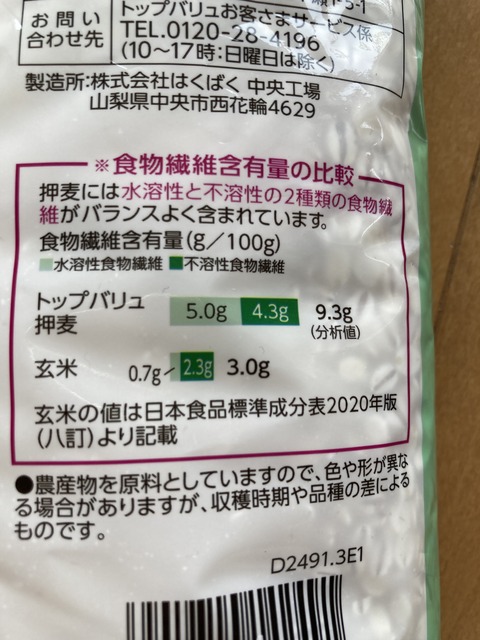 お問い
合わせ先
トップバリュお客さまサービス係
TEL.0120-28-4196
(10～17時:日曜日は除く)
製造所:株式会社はくばく 中央工場
山梨県中央市西花輪4629
※食物繊維含有量の比較
押麦には水溶性と不溶性の2種類の食物繊
維がバランスよく含まれています。
食物繊維含有量(g/100g)
■水溶性食物繊維 ■不溶性食物繊維
トップバリュ
押麦
5.0g 4.3g 9.3g
(分析値)
玄米 0.7g 2.3g 3.0g
玄米の値は日本食品標準成分表2020年版
(八訂)より記載
●農産物を原料としていますので、色や形が異な
る場合がありますが、収穫時期や品種の差による
ものです。
D2491.3E1